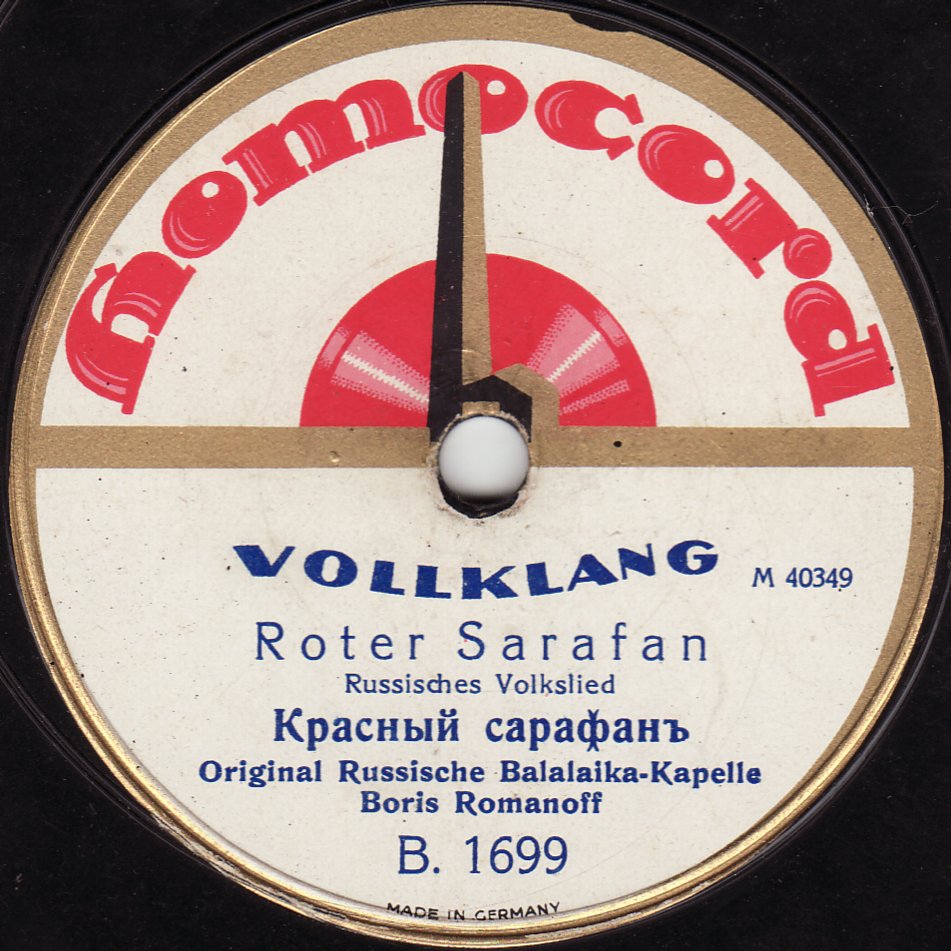 Homocord
VOLLKLANG
M 40349
Roter Sarafan
Russisches Volkslied
Красный сарафанъ
Original Russische Balalaika-Kapelle
Boris Romanoff
B. 1699
MADE IN GERMANY